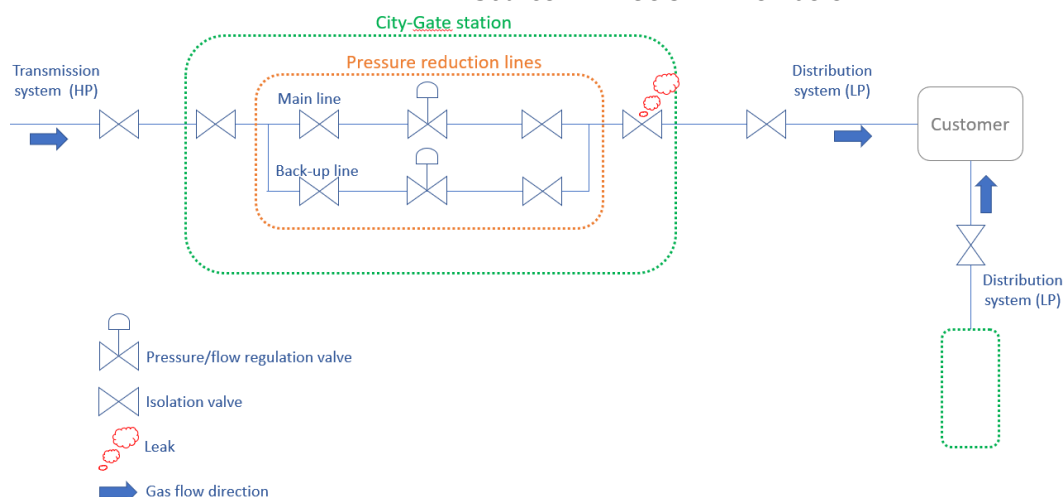 City-Gate station
Pressure reduction lines
Transmission
system (HP)
Main line
Distribution
system (LP)
Customer
Back-up line
Distribution
system (LP)
Pressure/flow regulation valve
Isolation valve
Leak
Gas flow direction